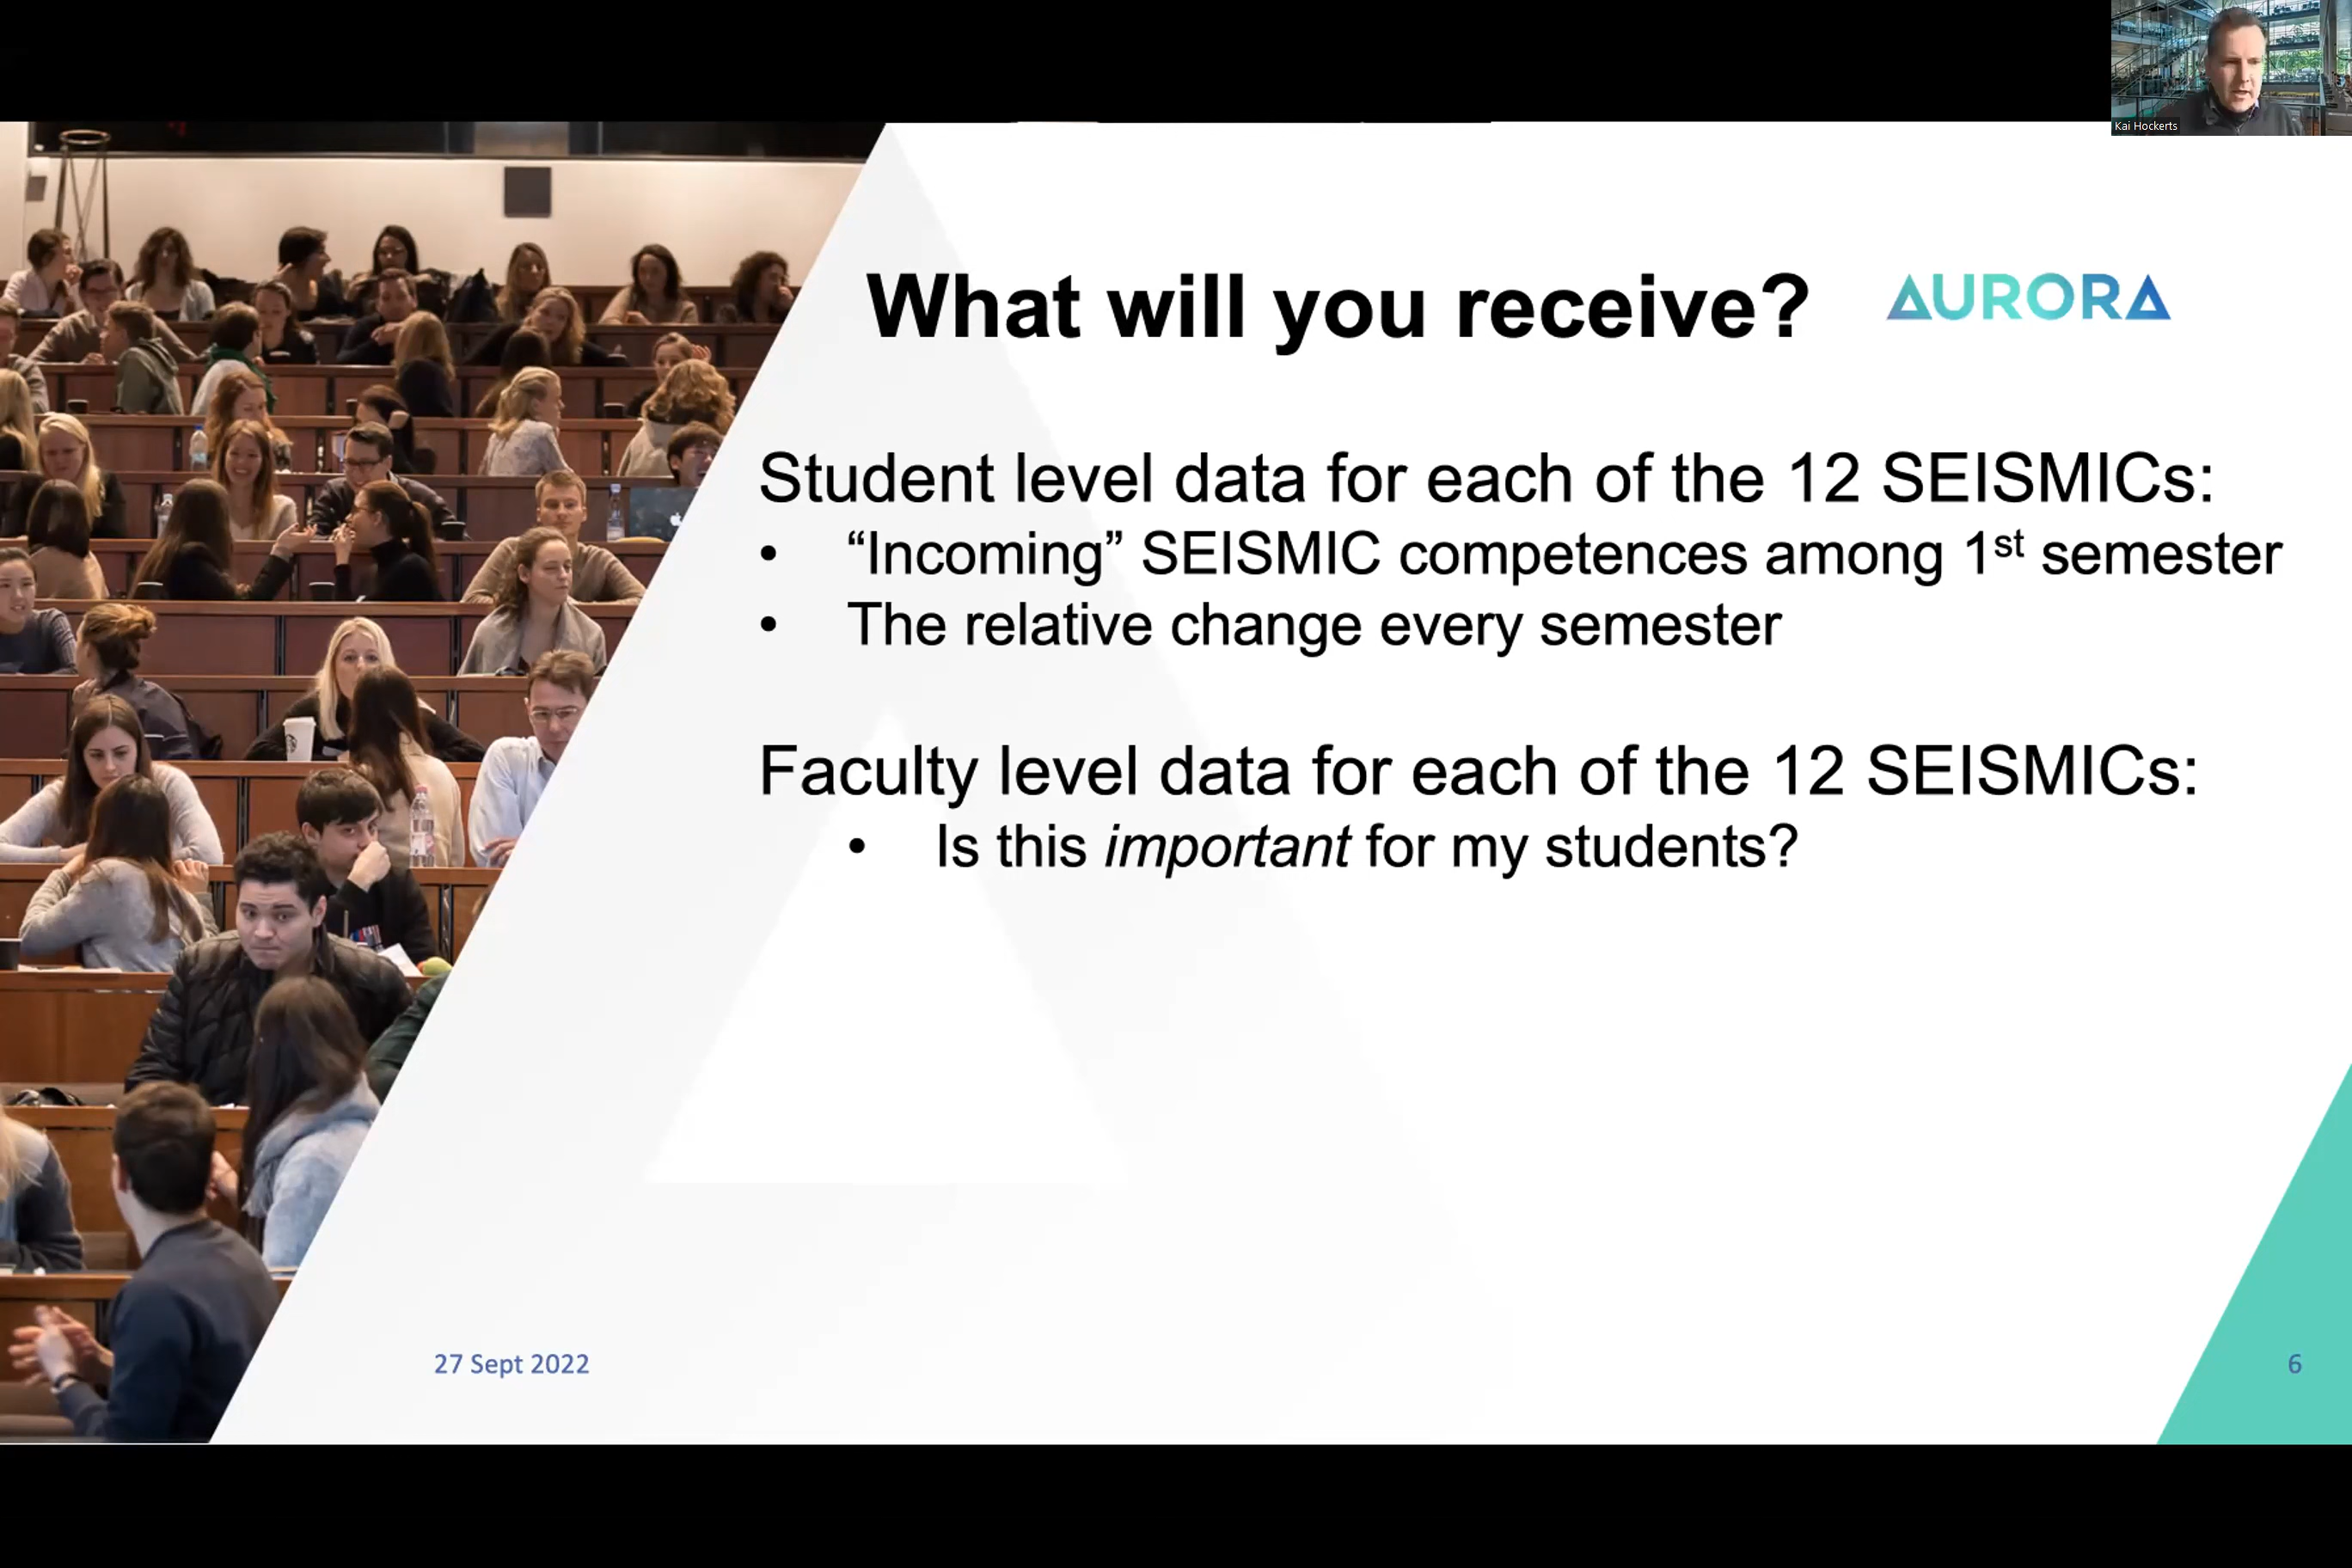 Kai Hockerts
What will you receive?
AURORA
Student level data for each of the 12 SEISMICs:
• “Incoming” SEISMIC competences among 1st semester
• The relative change every semester
Faculty level data for each of the 12 SEISMICs:
• Is this important for my students?
27 Sept 2022
6